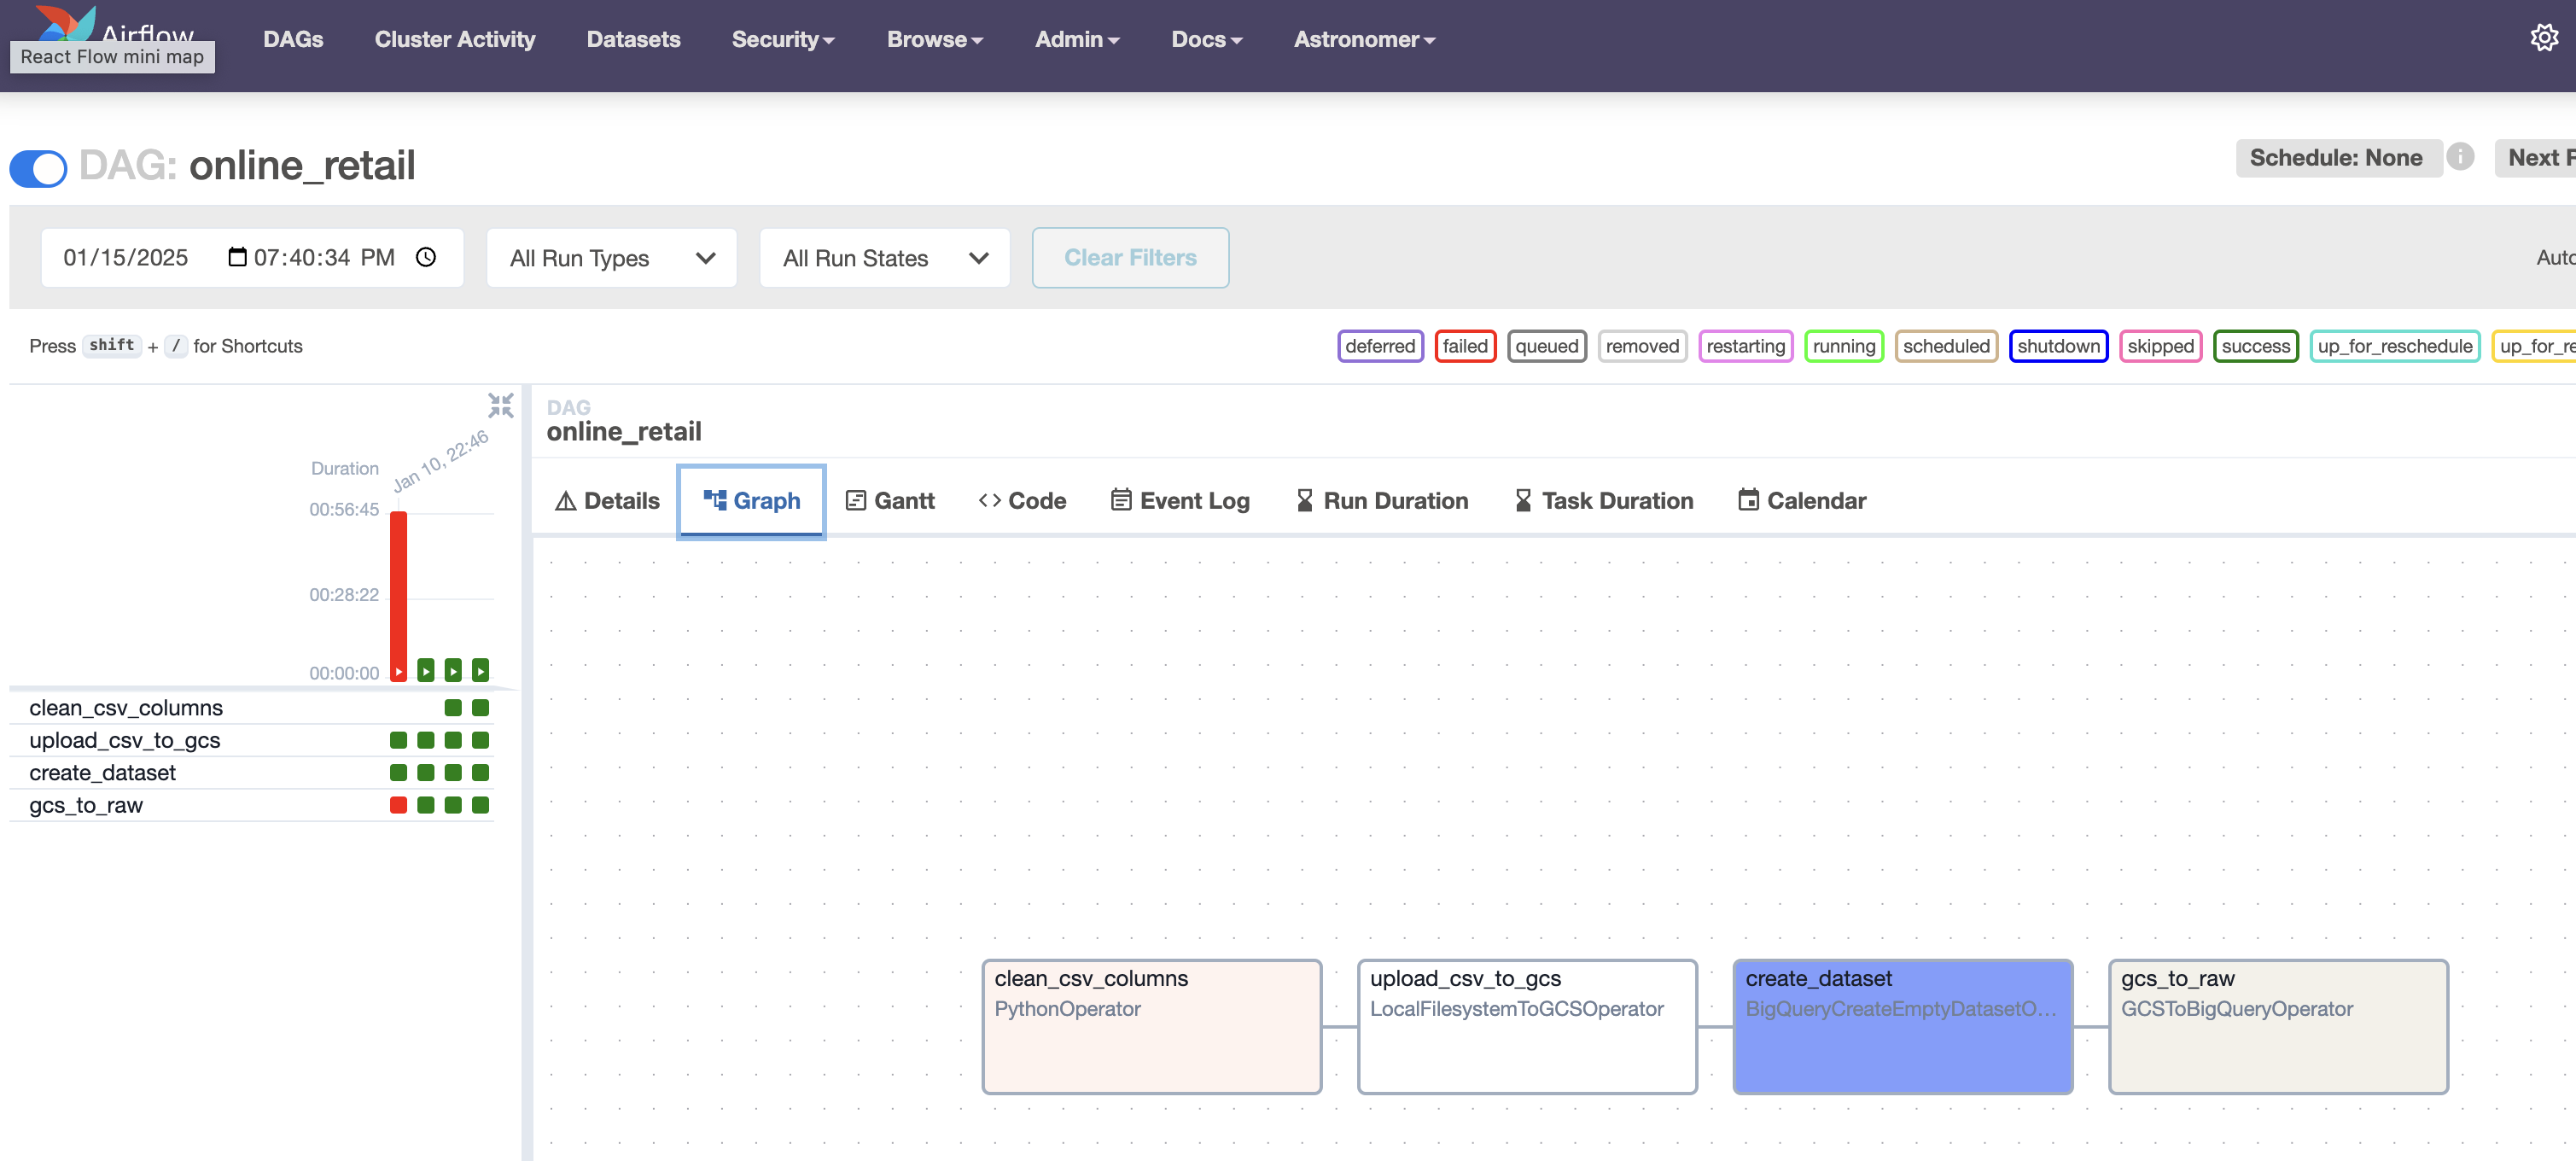 Airflow
React Flow mini map
DAGs Cluster Activity Datasets Security Browse Admin Docs Astronomer
DAG: online_retail
Schedule: None
Next
01/15/2025 07:40:34 PM
All Run Types
All Run States
Clear Filters
Press shift + / for Shortcuts
deferred failed queued removed restarting running scheduled shutdown skipped success up_for_reschedule
Duration
Jan 10, 22:46
00:56:45
00:28:22
00:00:00
clean_csv_columns
upload_csv_to_gcs
create_dataset
gcs_to_raw
DAG
online_retail
Details Graph Gantt Code Event Log Run Duration Task Duration Calendar
clean_csv_columns
PythonOperator
upload_csv_to_gcs
LocalFilesystemToGCSOperator
create_dataset
BigQueryCreateEmptyDatasetO...
gcs_to_raw
GCSToBigQueryOperator